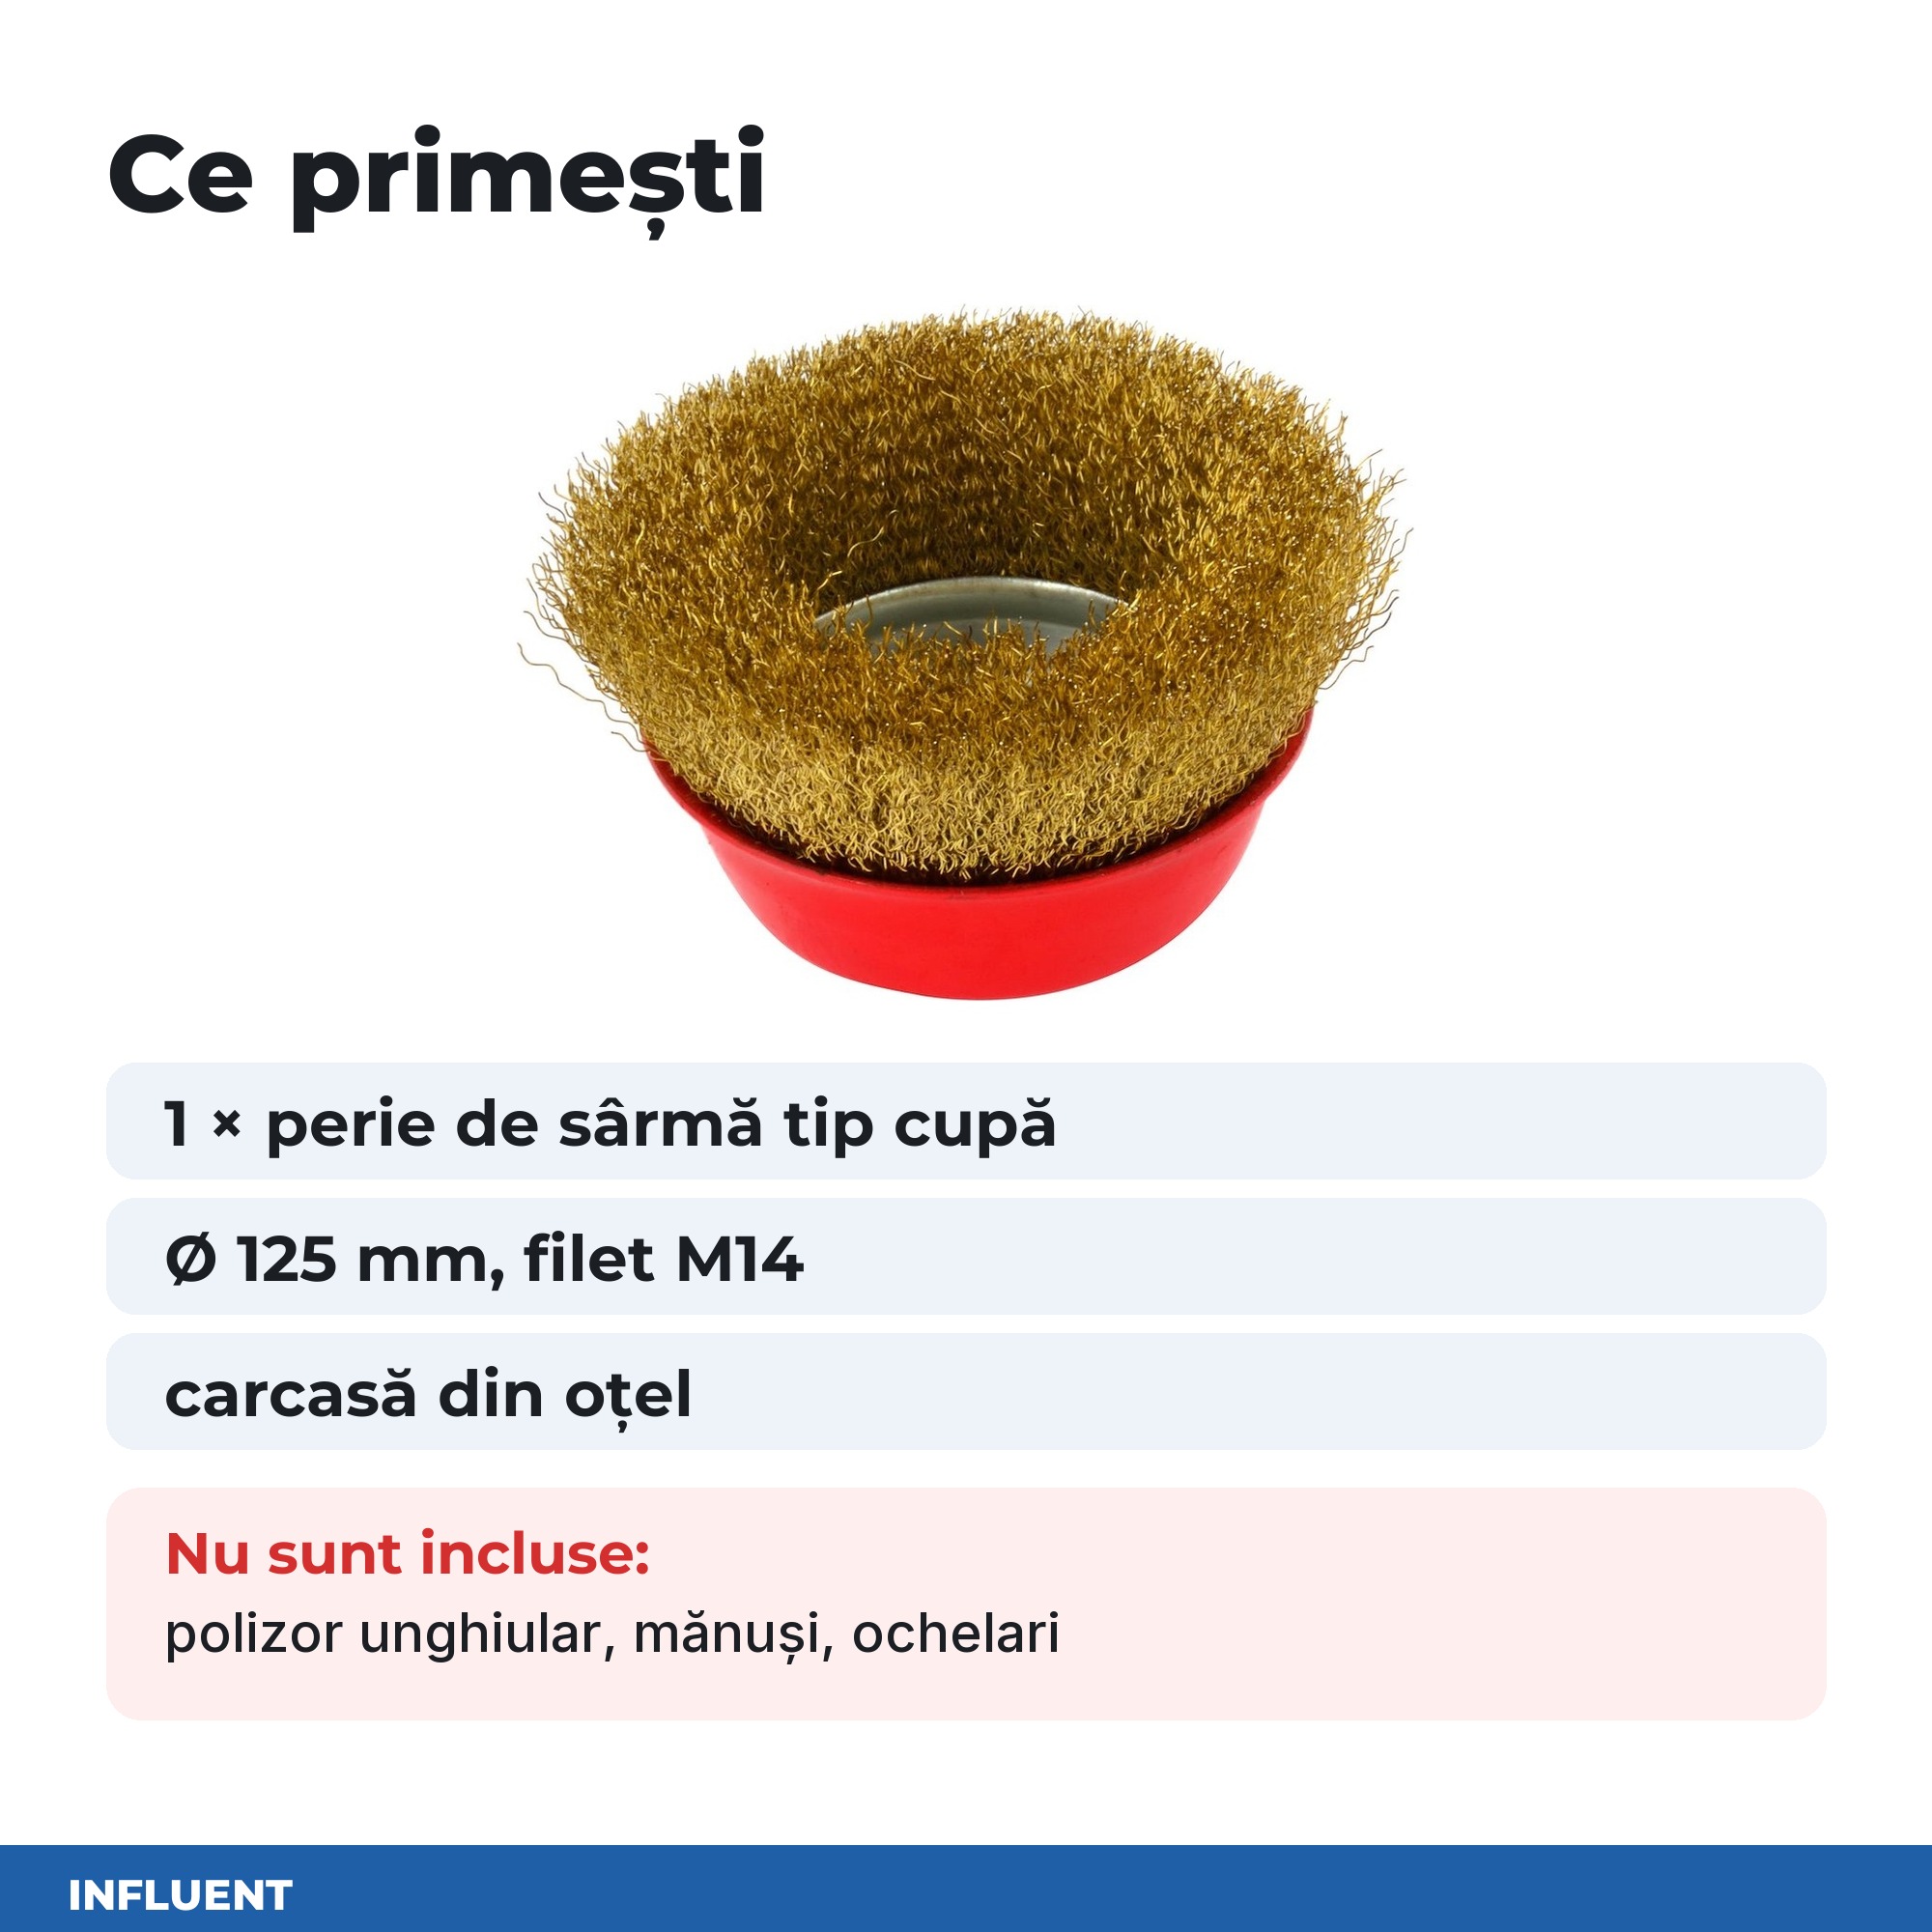 Ce primești
1 × perie de sârmă tip cupă
Ø 125 mm, filet M14
carcasă din oțel
Nu sunt incluse:
polizor unghiular, mănuși, ochelari
INFLUENT